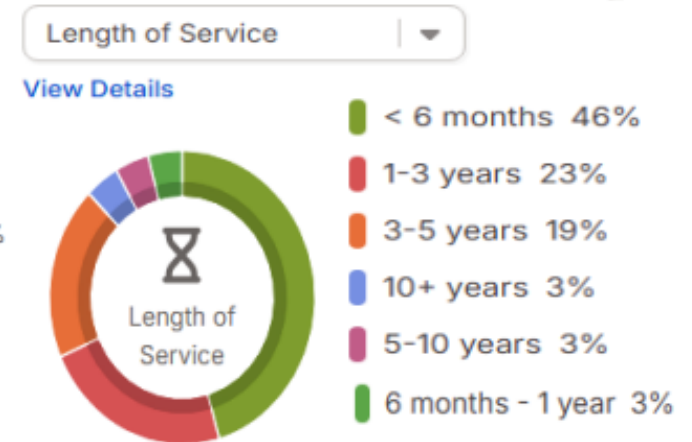 Length of Service
View Details
< 6 months 46%
1-3 years 23%
3-5 years 19%
10+ years 3%
5-10 years 3%
6 months - 1 year 3%
Length of
Service
%